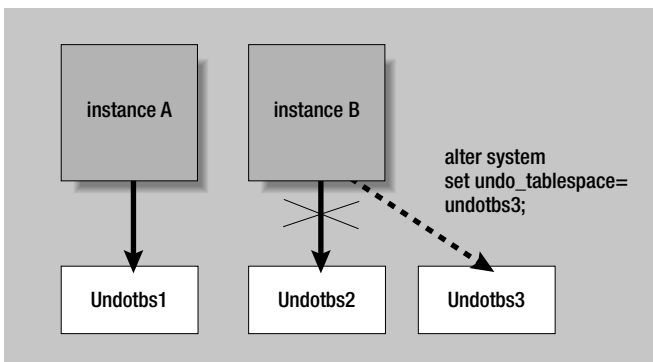 instance A
instance B
alter system
set undo_tablespace=
undotbs3;
Undotbs1
Undotbs2
Undotbs3